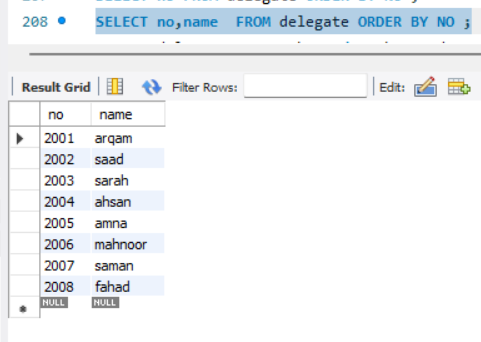 208 SELECT no,name FROM delegate ORDER BY NO ;
Result Grid Filter Rows: Edit:
no name
2001 arqam
2002 saad
2003 sarah
2004 ahsan
2005 amna
2006 mahnoor
2007 saman
2008 fahad
NULL NULL